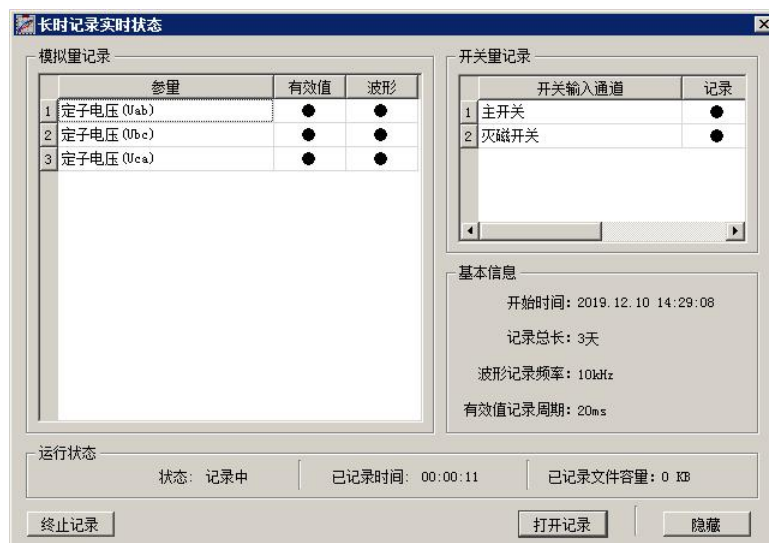 长时记录实时状态
模拟量记录
参量 有效值 波形
1 定子电压(Uab) ● ●
2 定子电压(Ubc) ● ●
3 定子电压(Uca) ● ●
开关量记录
开关输入通道 记录
1 主开关 ●
2 灭磁开关 ●
基本信息
开始时间: 2019.12.10 14:29:08
记录总长: 3天
波形记录频率: 10kHz
有效值记录周期: 20ms
运行状态
状态: 记录中 已记录时间: 00:00:11 已记录文件容量: 0 KB
终止记录 打开记录 隐藏